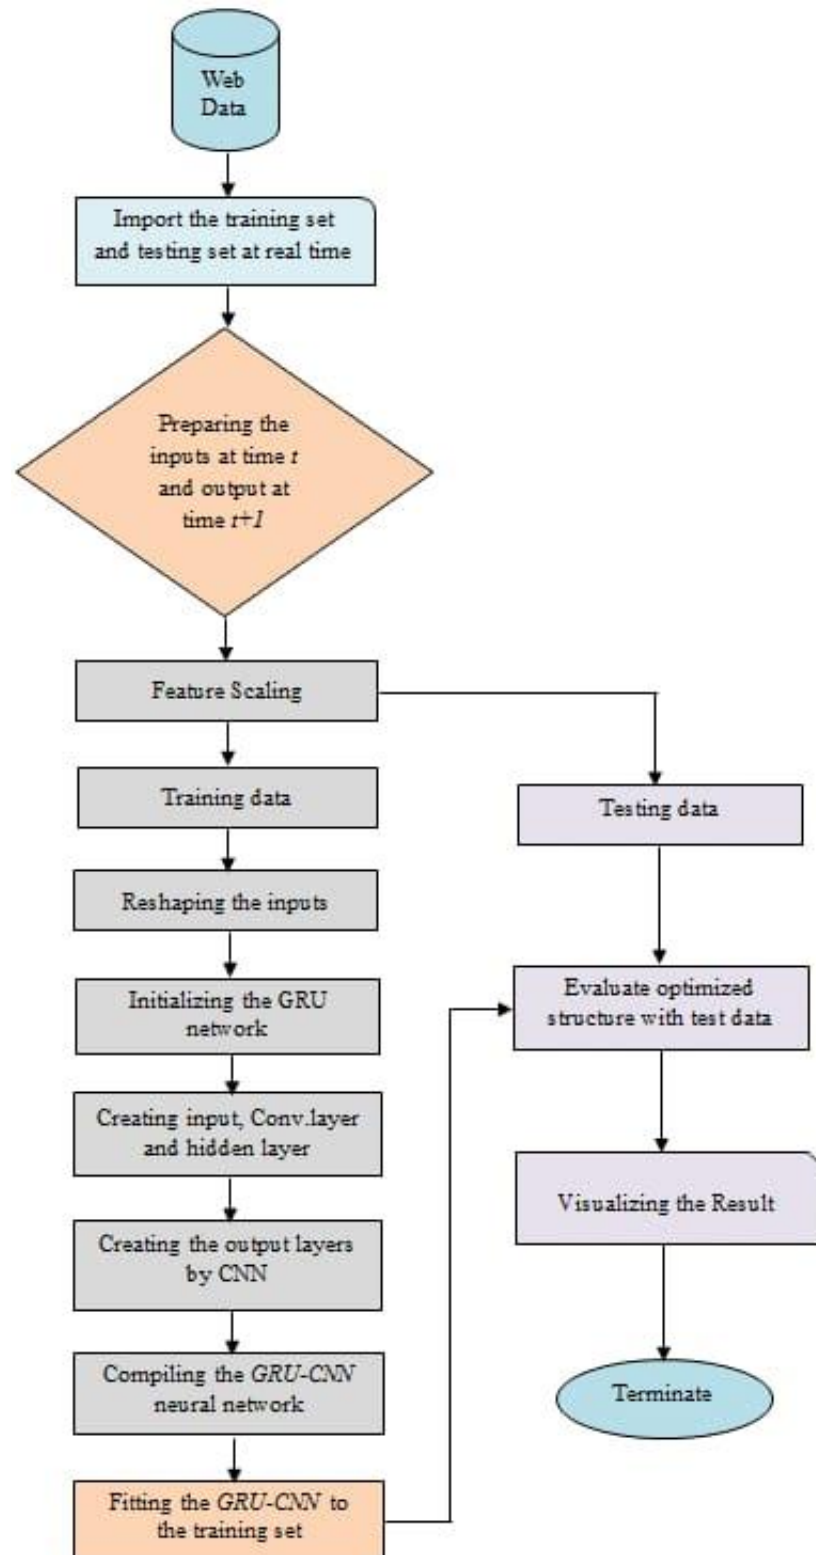 Web
Data
Import the training set
and testing set at real time
Preparing the
inputs at time t
and output at
time t+1
Feature Scaling
Training data
Reshaping the inputs
Initializing the GRU
network
Creating input, Conv.layer
and hidden layer
Creating the output layers
by CNN
Compiling the GRU-CNN
neural network
Fitting the GRU-CNN to
the training set
Testing data
Evaluate optimized
structure with test data
Visualizing the Result
Terminate